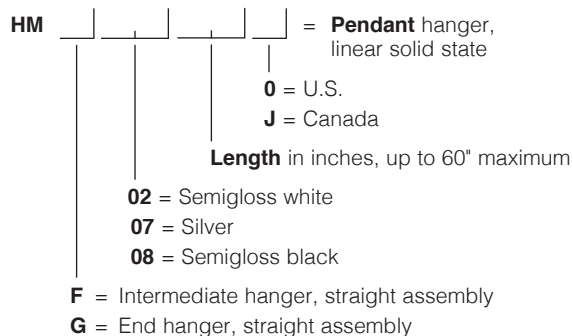 HM = Pendant hanger,
linear solid state
0 = U.S.
J = Canada
Length in inches, up to 60" maximum
02 = Semigloss white
07 = Silver
08 = Semigloss black
F = Intermediate hanger, straight assembly
G = End hanger, straight assembly